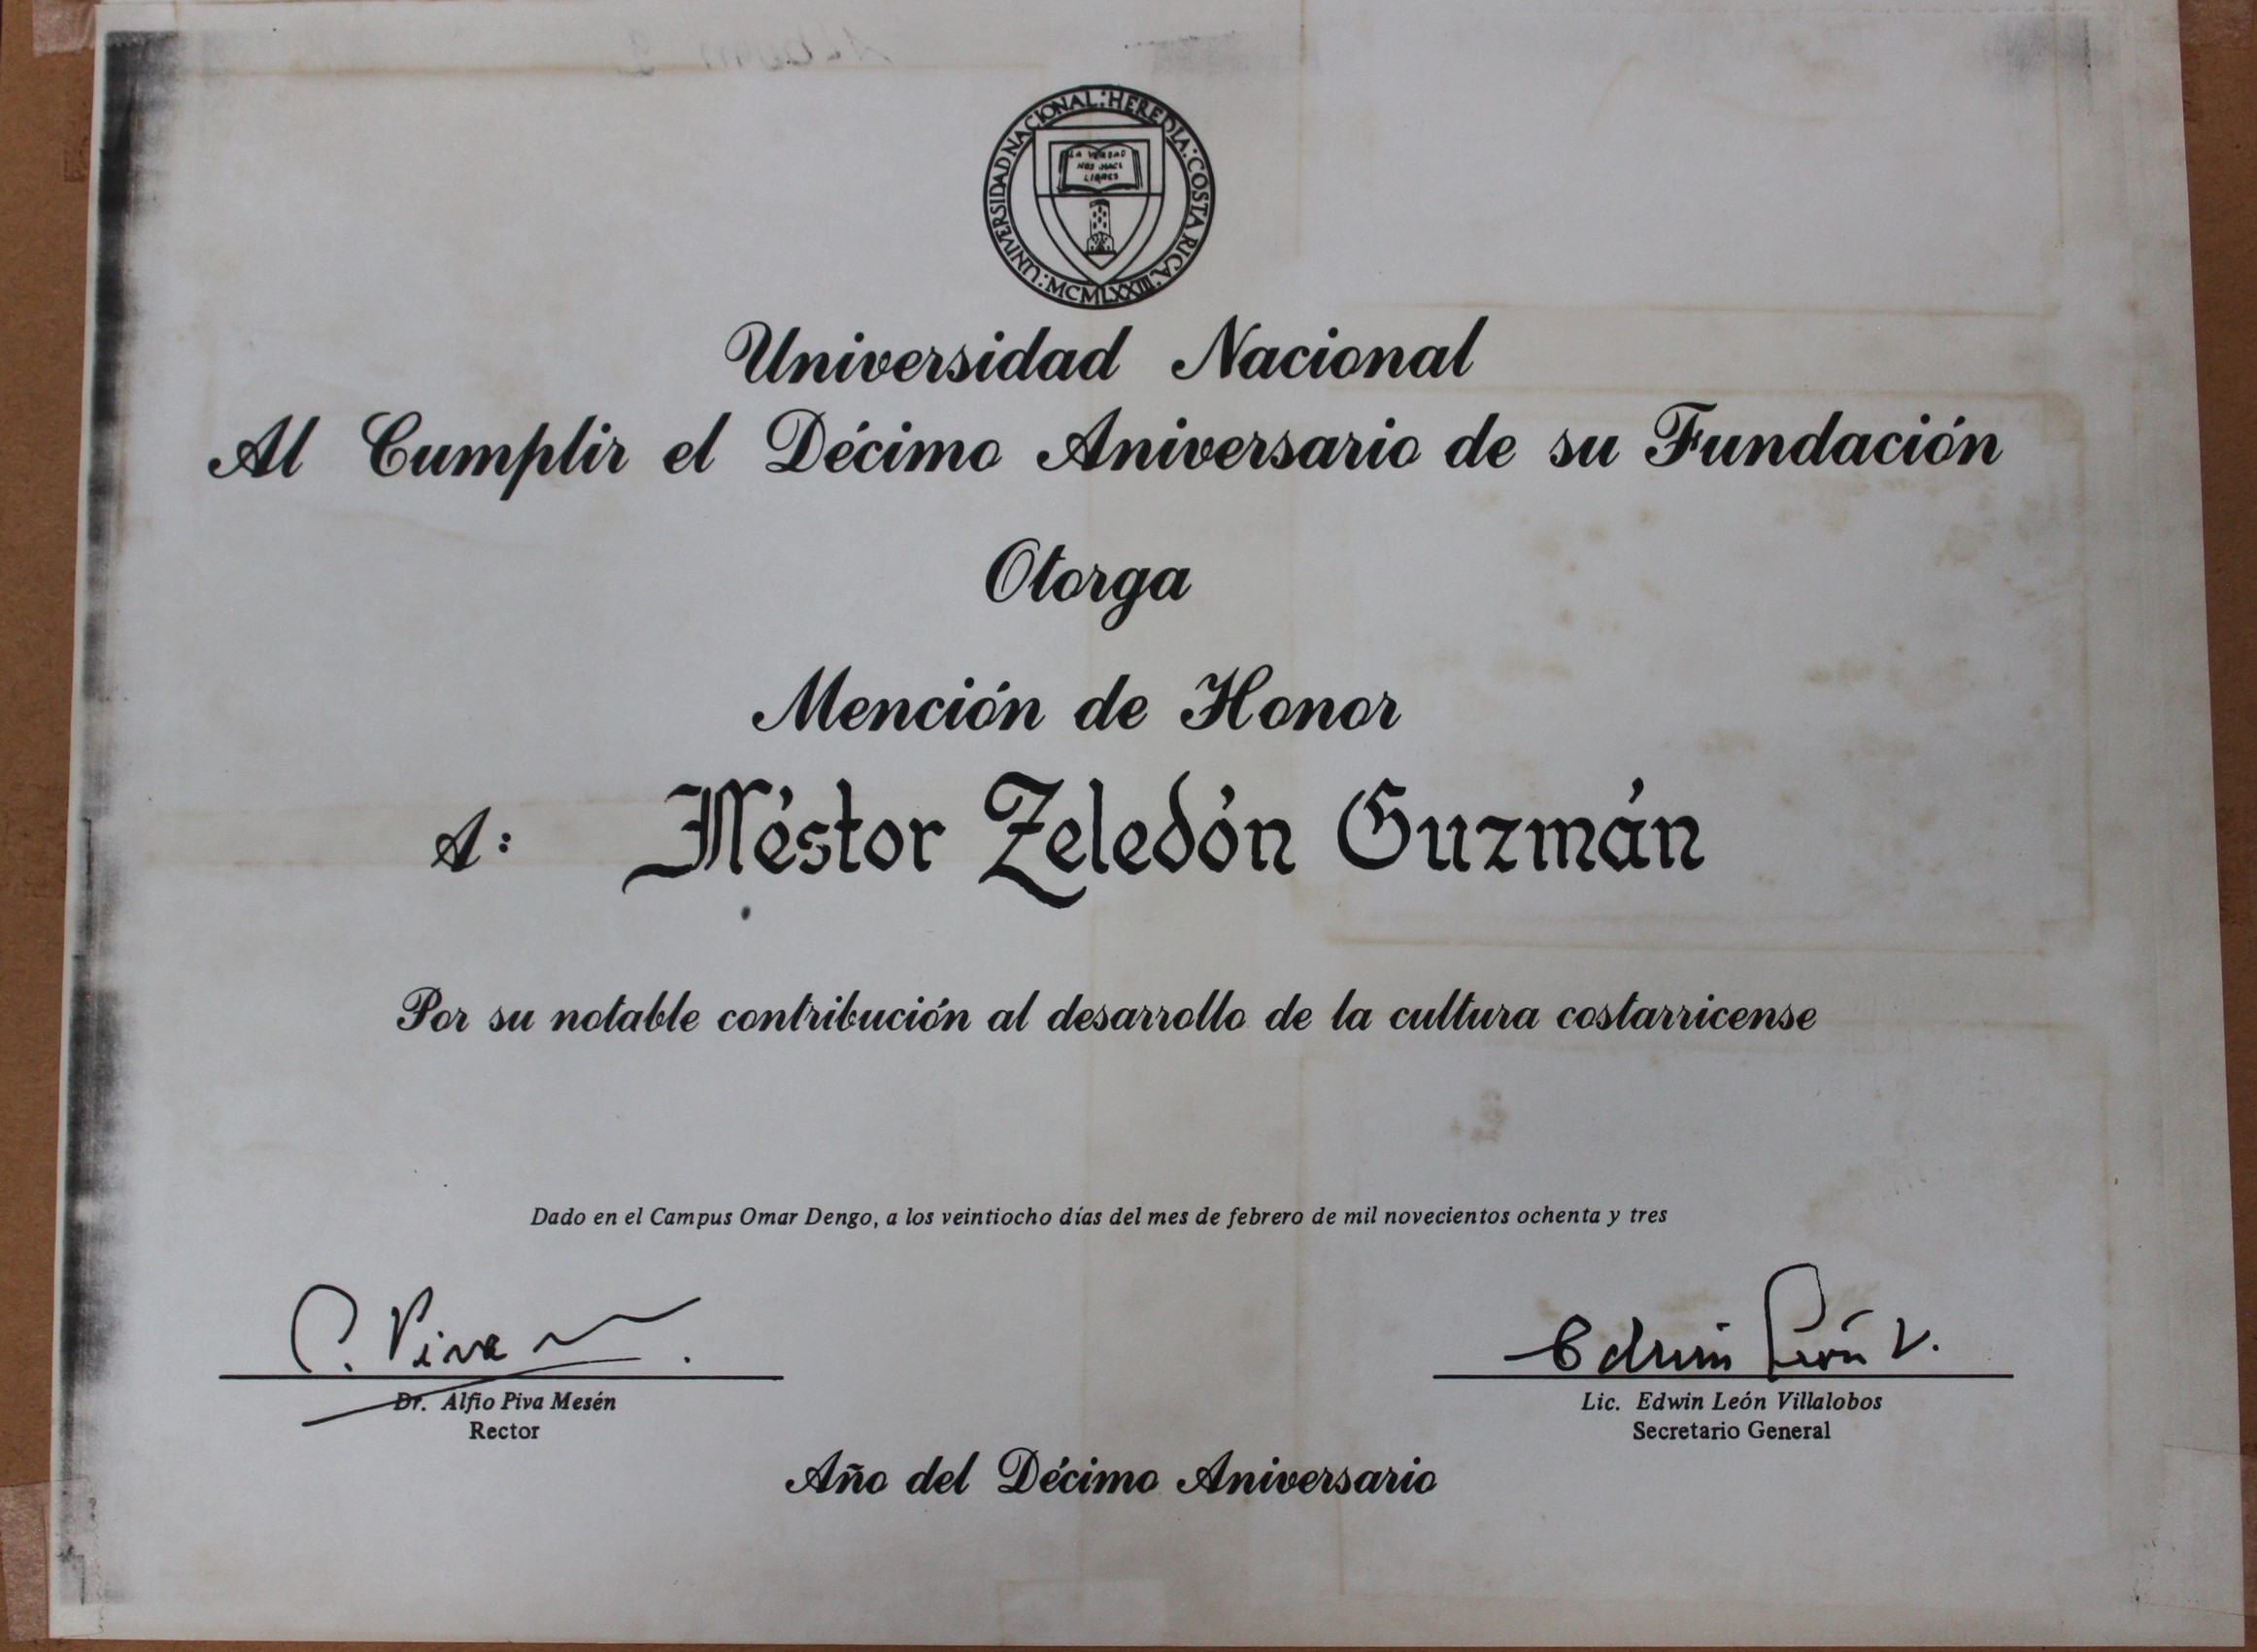 UNIVERSIDAD NACIONAL: HEREDIA: COSTA RICA: MCMLXXIII:
LA VERDAD
NOS HACE
LIBRES
Universidad Nacional
Al Cumplir el Décimo Aniversario de su Fundación
Otorga
Mención de Honor
A: Néstor Zeledón Guzmán
Por su notable contribución al desarrollo de la cultura costarricense
Dado en el Campus Omar Dengo, a los veintiocho días del mes de febrero de mil novecientos ochenta y tres
Piva
Edwin León V.
Dr. Alfio Piva Mesén
Lic. Edwin León Villalobos
Rector
Secretario General
Año del Décimo Aniversario